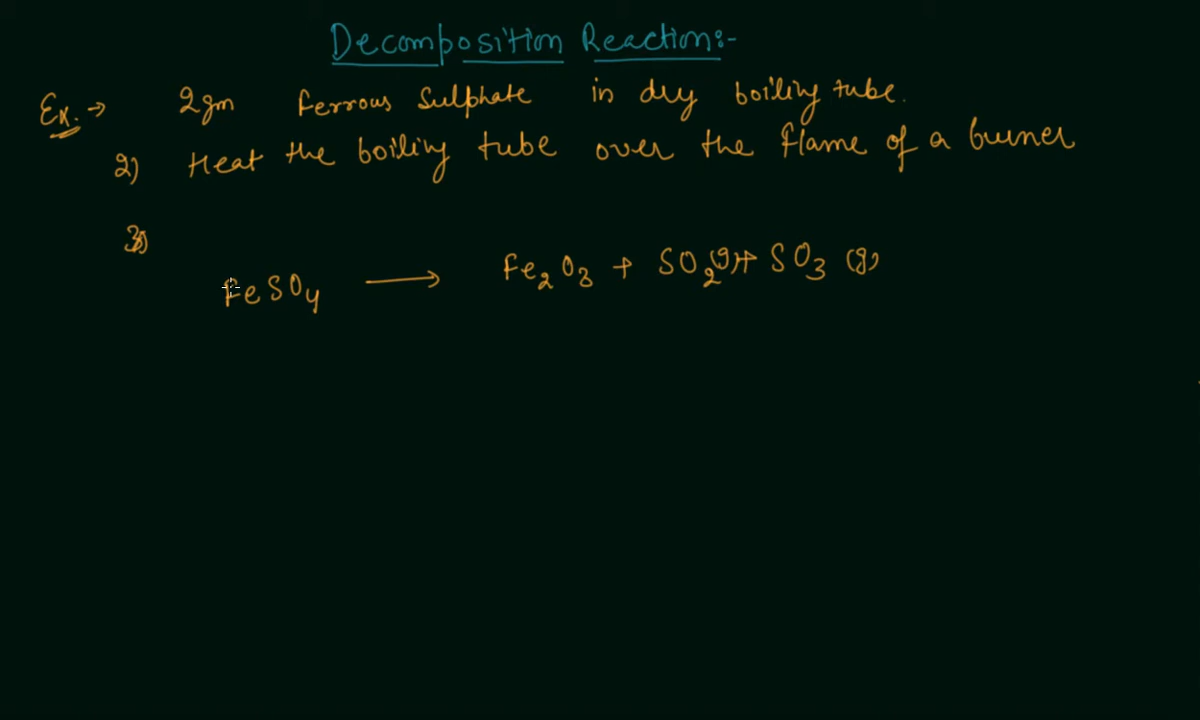 Decomposition Reaction:-
Ex. → 2gm ferrous sulphate in dry boiling tube.
2) Heat the boiling tube over the flame of a burner
3)
FeSO4 ⟶ Fe2O3 + SO2(g)+ SO3 (g)